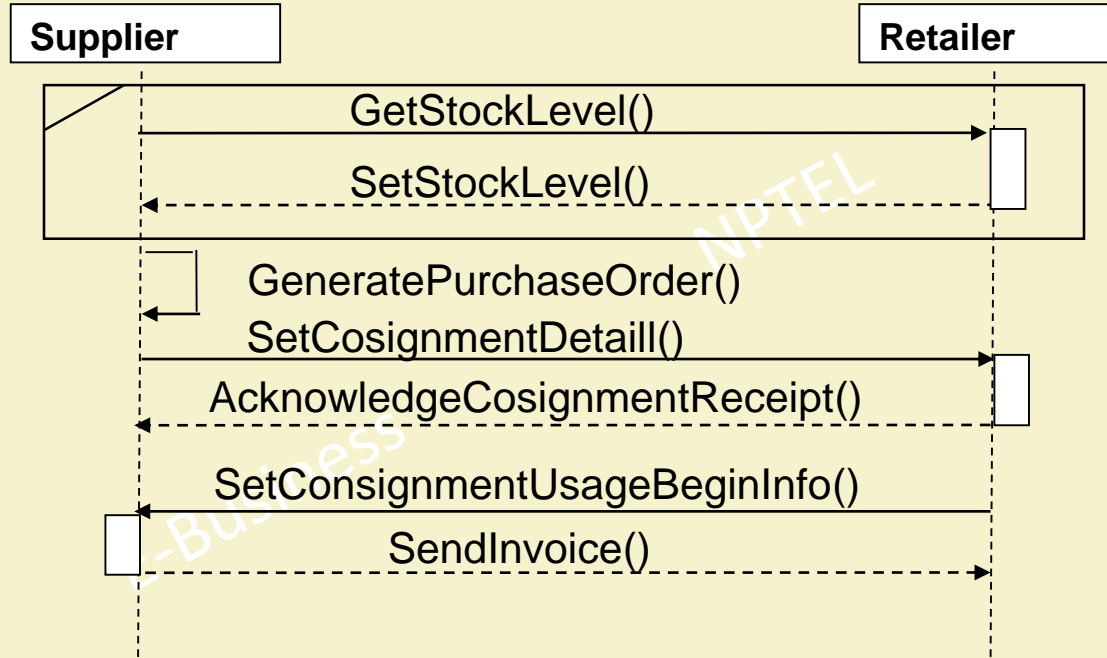 Supplier
Retailer
GetStockLevel()
SetStockLevel()
NPTEL
GeneratePurchaseOrder()
SetCosignmentDetaill()
AcknowledgeCosignmentReceipt()
E-Business
SetConsignmentUsageBeginInfo()
SendInvoice()